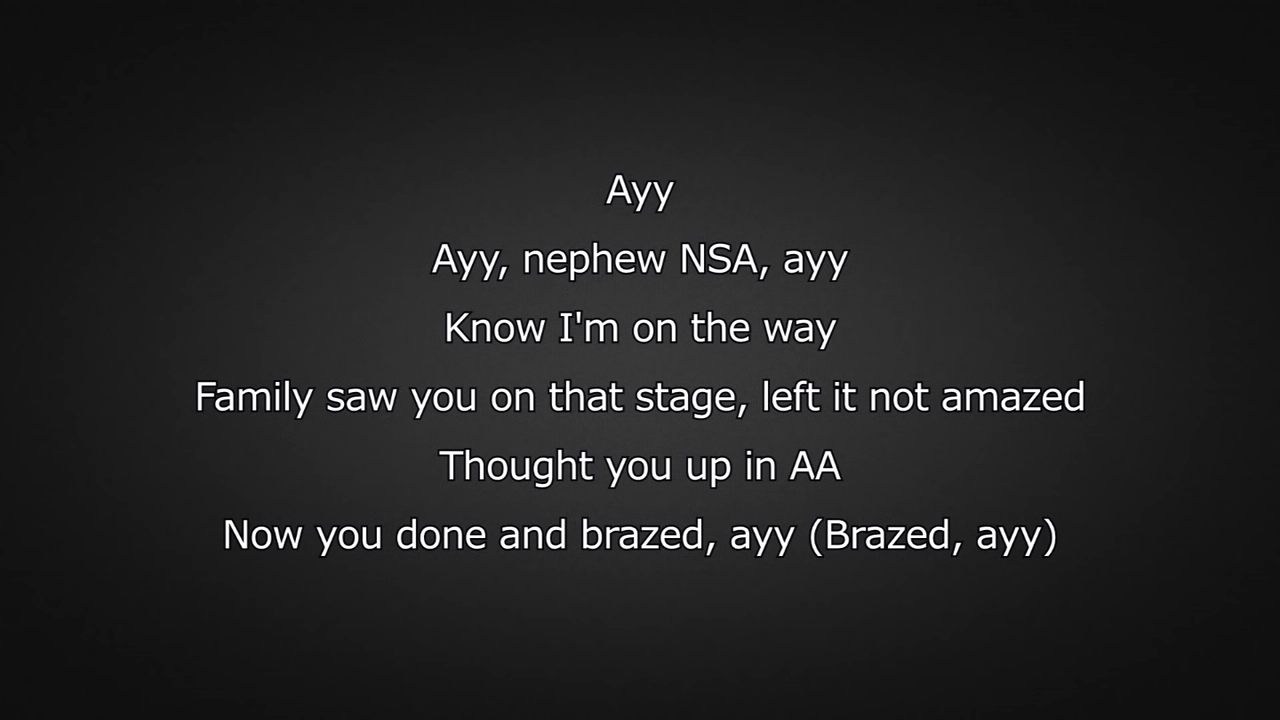 Ayy
Ayy, nephew NSA, ayy
Know I'm on the way
Family saw you on that stage, left it not amazed
Thought you up in AA
Now you done and brazed, ayy (Brazed, ayy)